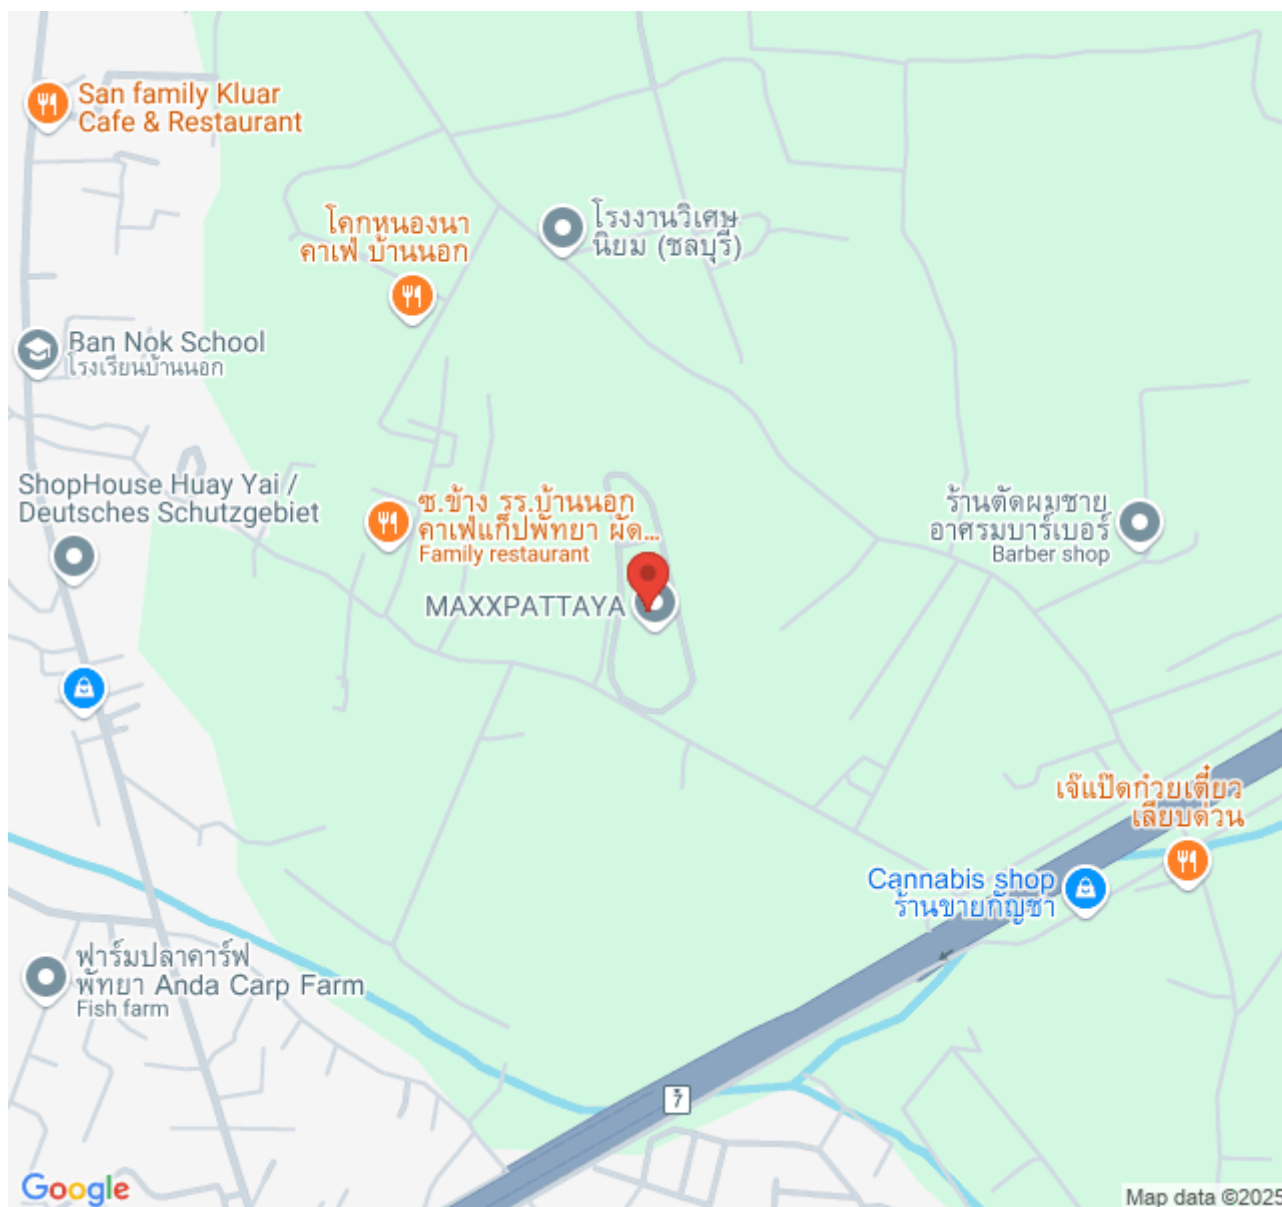 San family Kluar
Cafe & Restaurant
โคกหนองนา
คาเฟ่ บ้านนอก
โรงงานวิเศษ
นิยม (ชลบุรี)
Ban Nok School
โรงเรียนบ้านนอก
ShopHouse Huay Yai /
Deutsches Schutzgebiet
ซ.ข้าง รร.บ้านนอก
คาเฟ่แก็ปพัทยา ผัด...
Family restaurant
ร้านตัดผมชาย
อาศรมบาร์เบอร์
Barber shop
MAXXPATTAYA
เจ๊แป๊ดก๋วยเตี๋ยว
เลียบด่วน
Cannabis shop
ร้านขายกัญชา
ฟาร์มปลาคาร์ฟ
พัทยา Anda Carp Farm
Fish farm
7
Google
Map data ©2025